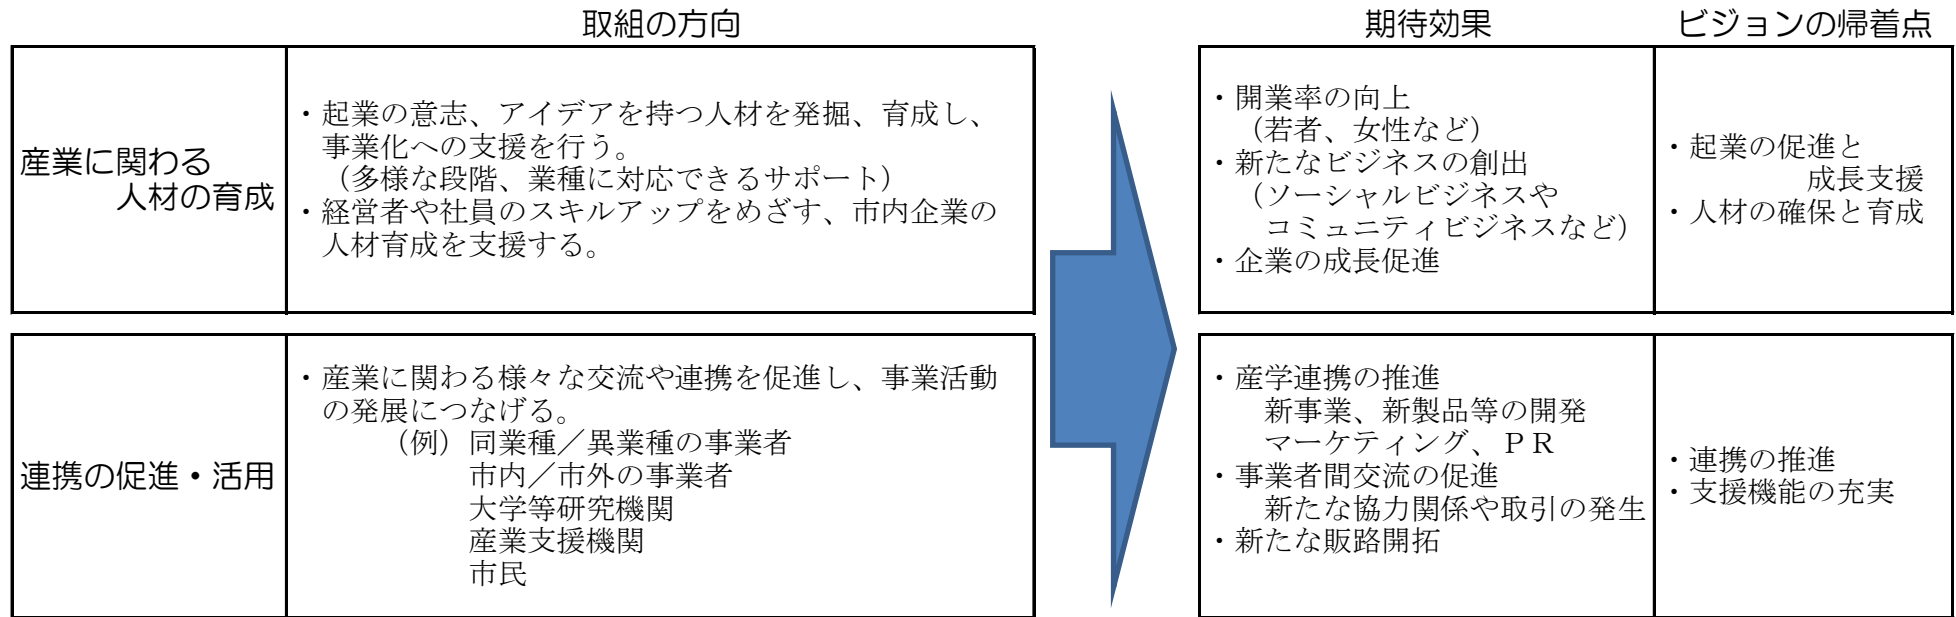 取組の方向
期待効果
ビジョンの帰着点
産業に関わる
人材の育成
・起業の意志、アイデアを持つ人材を発掘、育成し、
事業化への支援を行う。
（多様な段階、業種に対応できるサポート）
・経営者や社員のスキルアップをめざす、市内企業の
人材育成を支援する。
・開業率の向上
（若者、女性など）
・新たなビジネスの創出
（ソーシャルビジネスや
コミュニティビジネスなど）
・企業の成長促進
・起業の促進と
成長支援
・人材の確保と育成
連携の促進・活用
・産業に関わる様々な交流や連携を促進し、事業活動
の発展につなげる。
（例）同業種／異業種の事業者
市内／市外の事業者
大学等研究機関
産業支援機関
市民
・産学連携の推進
新事業、新製品等の開発
マーケティング、ＰＲ
・事業者間交流の促進
新たな協力関係や取引の発生
・新たな販路開拓
・連携の推進
・支援機能の充実